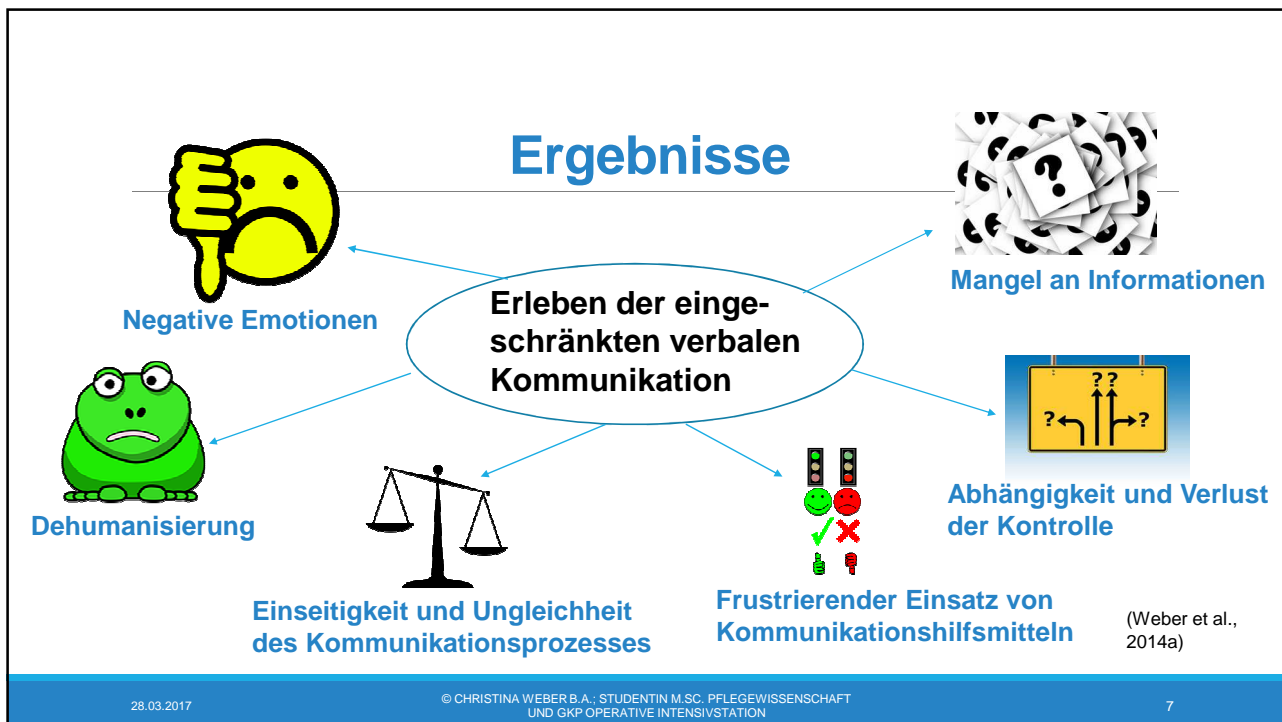 Ergebnisse
?
Negative Emotionen
Erleben der einge-
schränkten verbalen
Kommunikation
Mangel an Informationen
??
?
?
Dehumanisierung
Abhängigkeit und Verlust
der Kontrolle
Einseitigkeit und Ungleichheit
des Kommunikationsprozesses
Frustrierender Einsatz von
Kommunikationshilfsmitteln
(Weber et al.,
2014a)
28.03.2017
© CHRISTINA WEBER B.A.; STUDENTIN M.SC. PFLEGEWISSENSCHAFT
UND GKP OPERATIVE INTENSIVSTATION
7